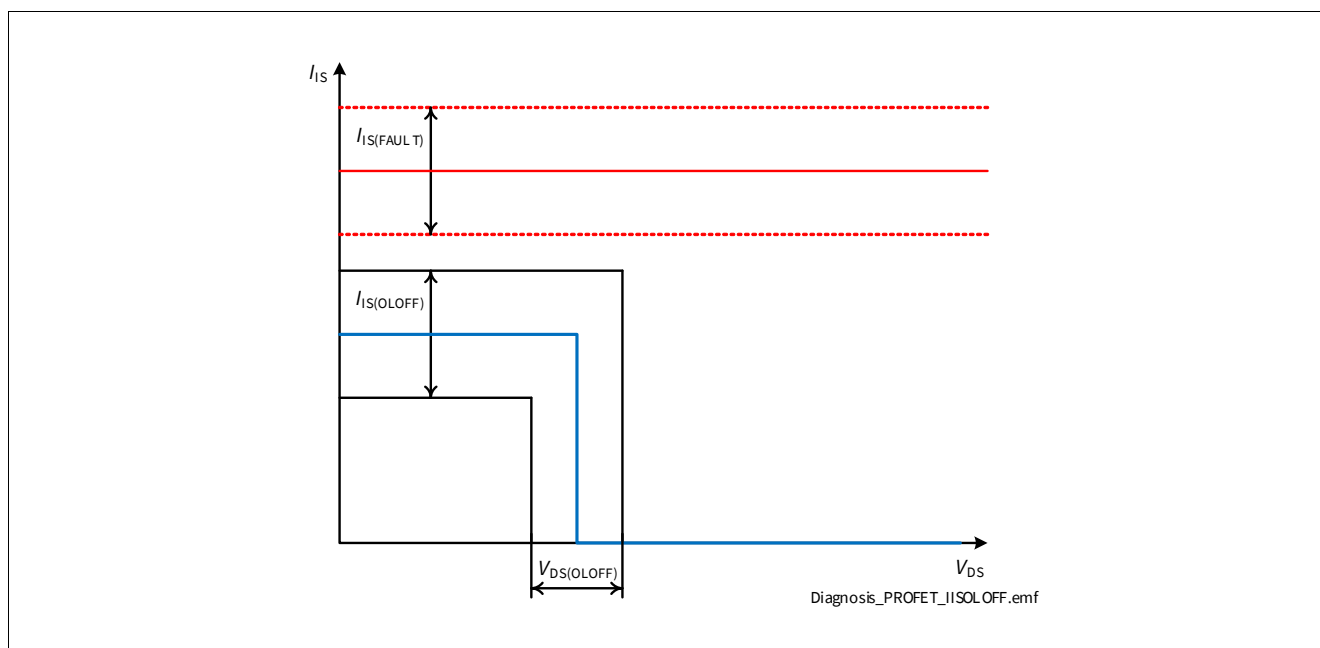 IIS
IIS(FAULT)
IIS(OLOFF)
VDS(OLOFF)
VDS
Diagnosis_PROFET_IISOLOFF.emf